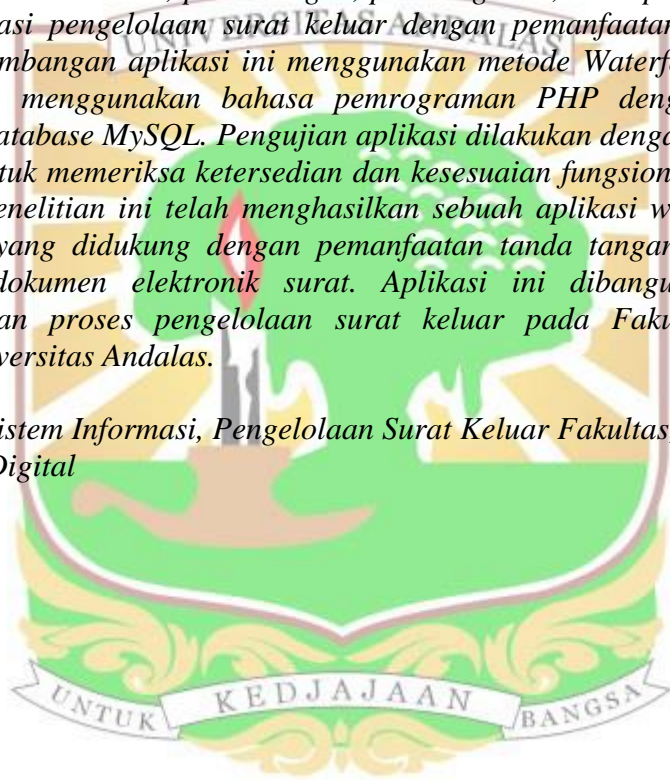 asi pengelolaan surat keluar dengan pemanfaatan
UNIVERSITAS ANDALAS
mbangan aplikasi ini menggunakan metode Waterf
menggunakan bahasa pemrograman PHP deng
atabase MySQL. Pengujian aplikasi dilakukan denga
tuk memeriksa ketersedian dan kesesuaian fungsion
enelitian ini telah menghasilkan sebuah aplikasi w
yang didukung dengan pemanfaatan tanda tangan
dokumen elektronik surat. Aplikasi ini dibangu
an proses pengelolaan surat keluar pada Faku
versitas Andalas.
istem Informasi, Pengelolaan Surat Keluar Fakultas,
Digital
UNTUK KEDJAJAAN BANGSA